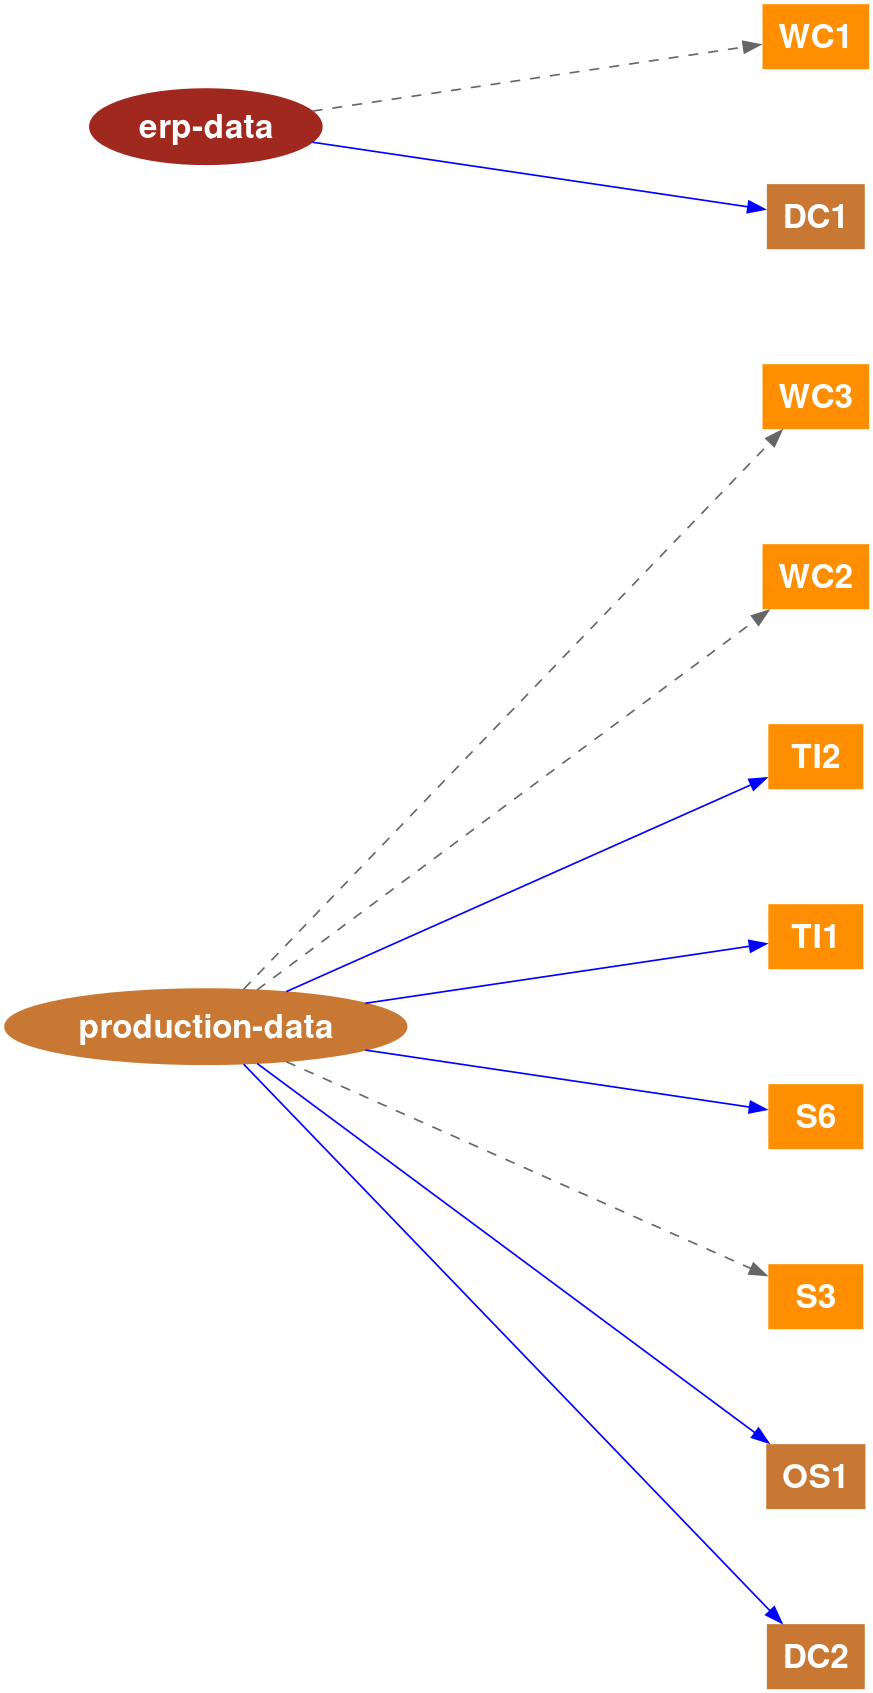 WC1
erp-data
DC1
WC3
WC2
TI2
TI1
production-data
S6
S3
OS1
DC2